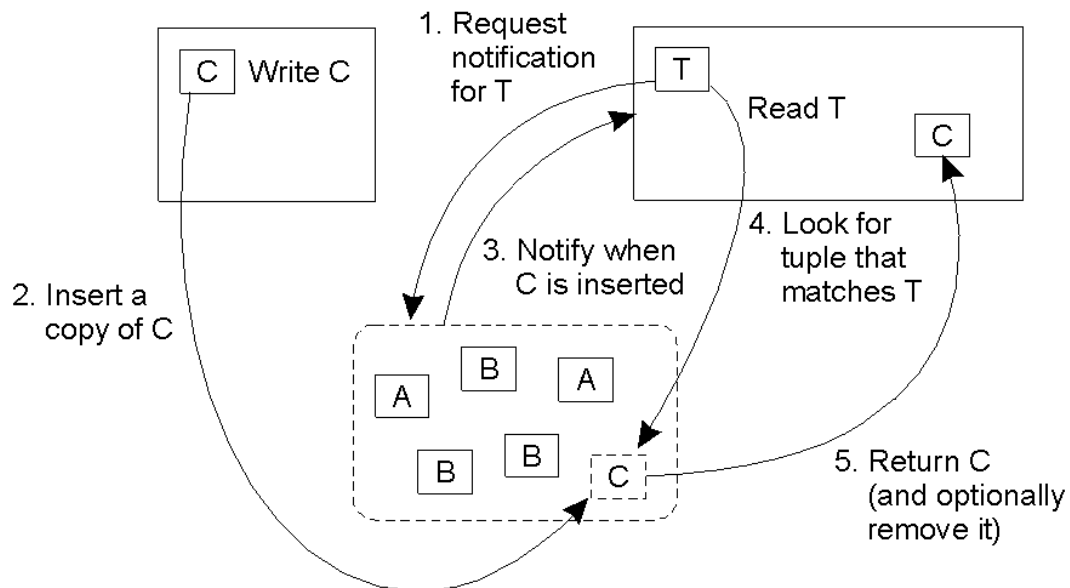 1. Request
notification
for T
C
Write C
T
Read T
C
2. Insert a
copy of C
3. Notify when
C is inserted
4. Look for
tuple that
matches T
A
B
A
B
B
C
5. Return C
(and optionally
remove it)